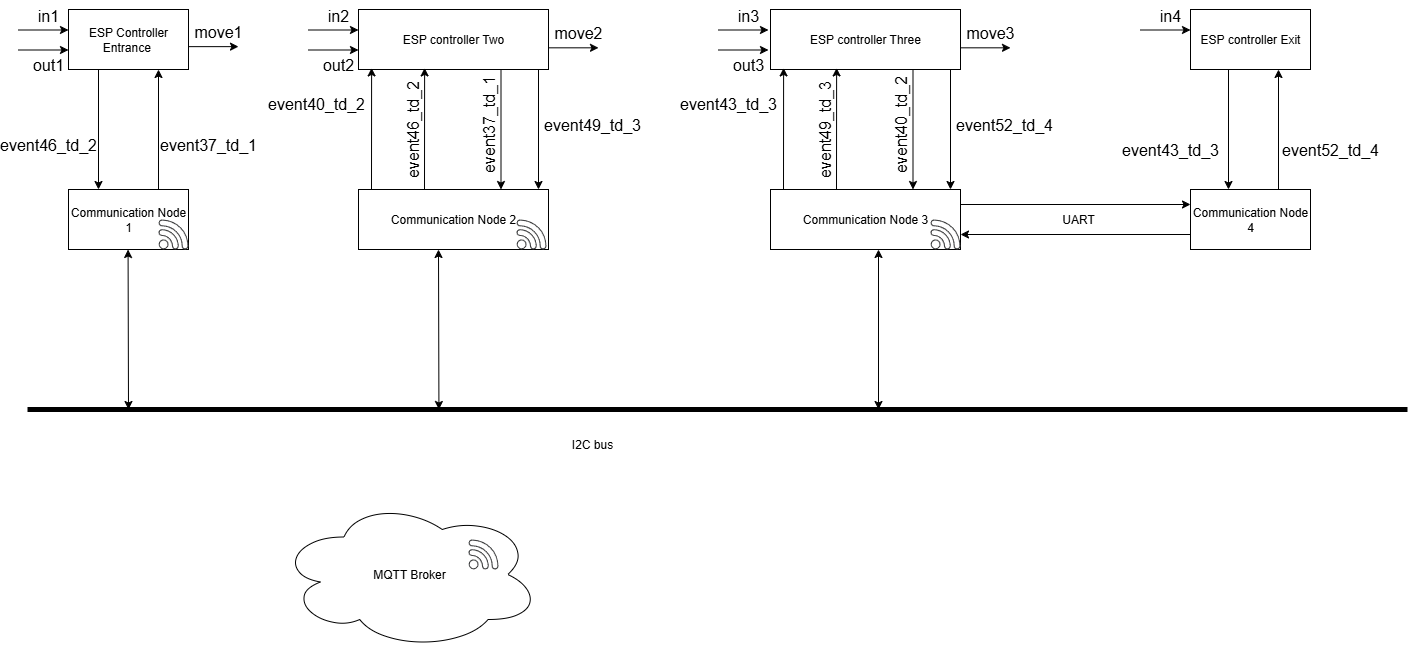 in1
ESP Controller
Entrance
move1
out1
in2
ESP controller Two
move2
out2
in3
ESP controller Three
move3
out3
in4
ESP controller Exit
event46_td_2
event37_td_1
event40_td_2
event46_td_2
event37_td_1
event49_td_3
event43_td_3
event49_td_3
event40_td_2
event52_td_4
event43_td_3
event52_td_4
Communication Node
1
Communication Node 2
Communication Node 3
UART
Communication Node
4
I2C bus
MQTT Broker